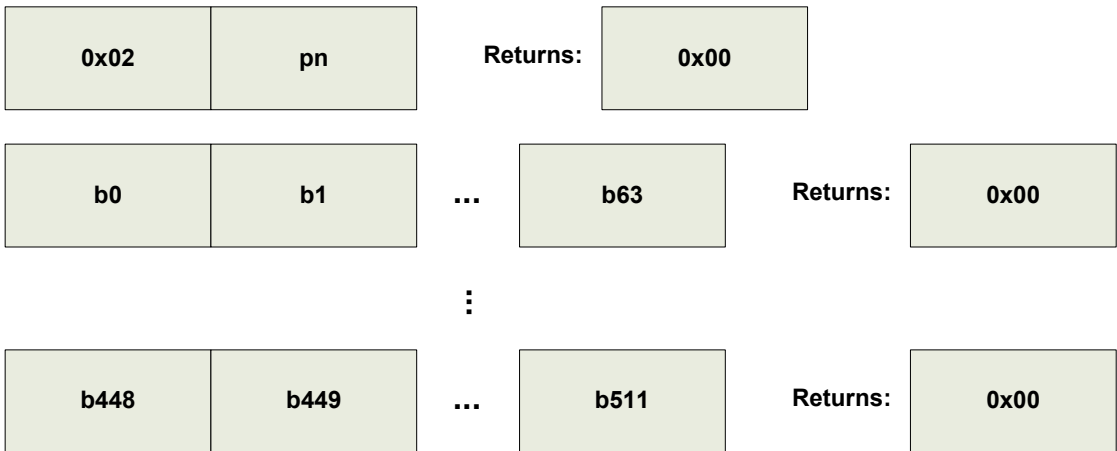 0x02 pn Returns: 0x00
b0 b1 ... b63 Returns: 0x00
⋮
b448 b449 ... b511 Returns: 0x00